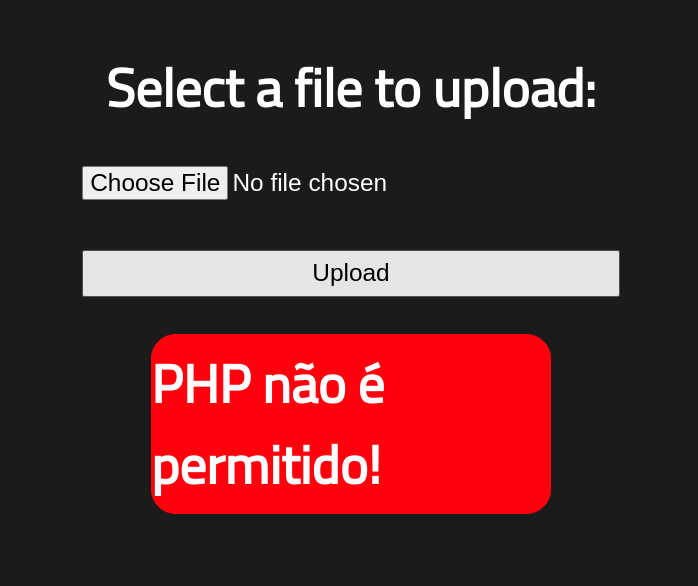 Select a file to upload:
Choose File No file chosen
Upload
PHP não é
permitido!